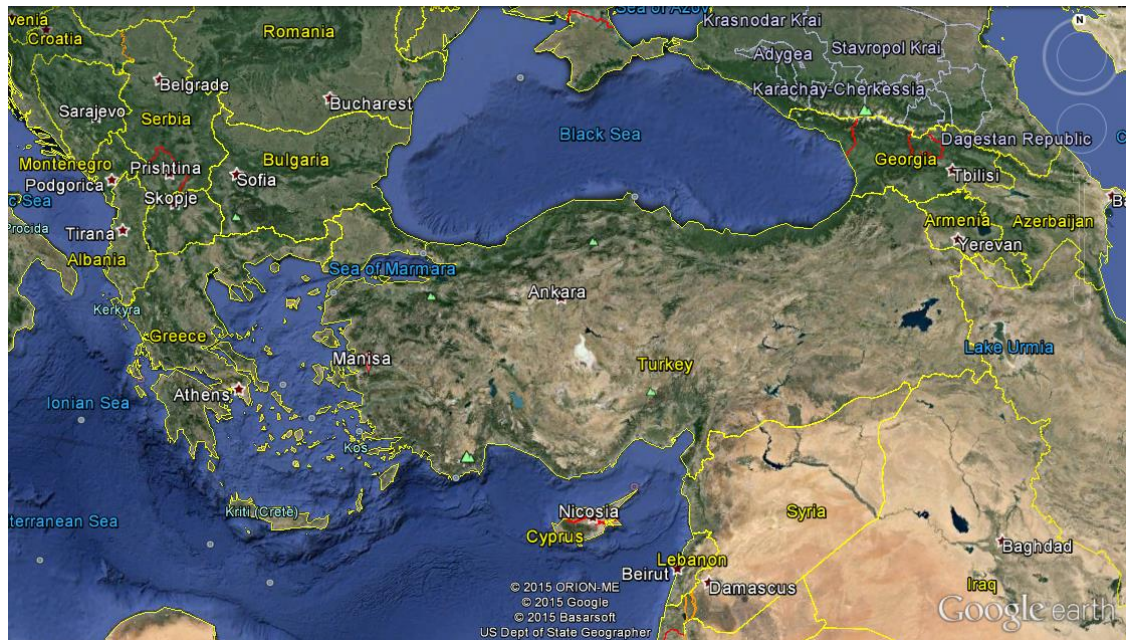 venia
Croatia
Romania
Sea of Azov
Krasnodar Krai
Stavropol Krai
Adygea
Karachay-Cherkessia
Belgrade
Bucharest
Sarajevo
Serbia
Black Sea
Dagestan Republic
Montenegro
Prishtina
Bulgaria
Georgia
Tbilisi
Podgorica
Sofia
Skopje
c Sea
Ba
Procida
Tirana
Armenia
Azerbaijan
Yerevan
Albania
Sea of Marmara
Ankara
Kerkyra
Greece
Lake Urmia
Manisa
Turkey
Athens
Ionian Sea
Kos
Kriti (Crete)
Nicosia
Syria
terranean Sea
Cyprus
Baghdad
Lebanon
Beirut
Damascus
Iraq
© 2015 ORION-ME
© 2015 Google
© 2015 Basarsoft
US Dept of State Geographer
Google earth
N